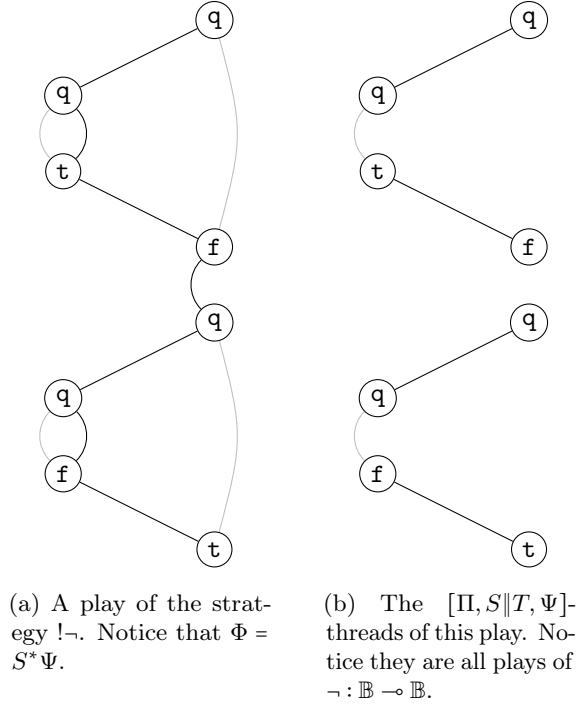 q q
q q
t t
f f
q q
q q
f f
t t
(a) A play of the strat-
egy !¬. Notice that Φ =
S*Ψ.
(b) The [Π, S∥T, Ψ]-
threads of this play. No-
tice they are all plays of
¬ : 𝔹 ⊸ 𝔹.